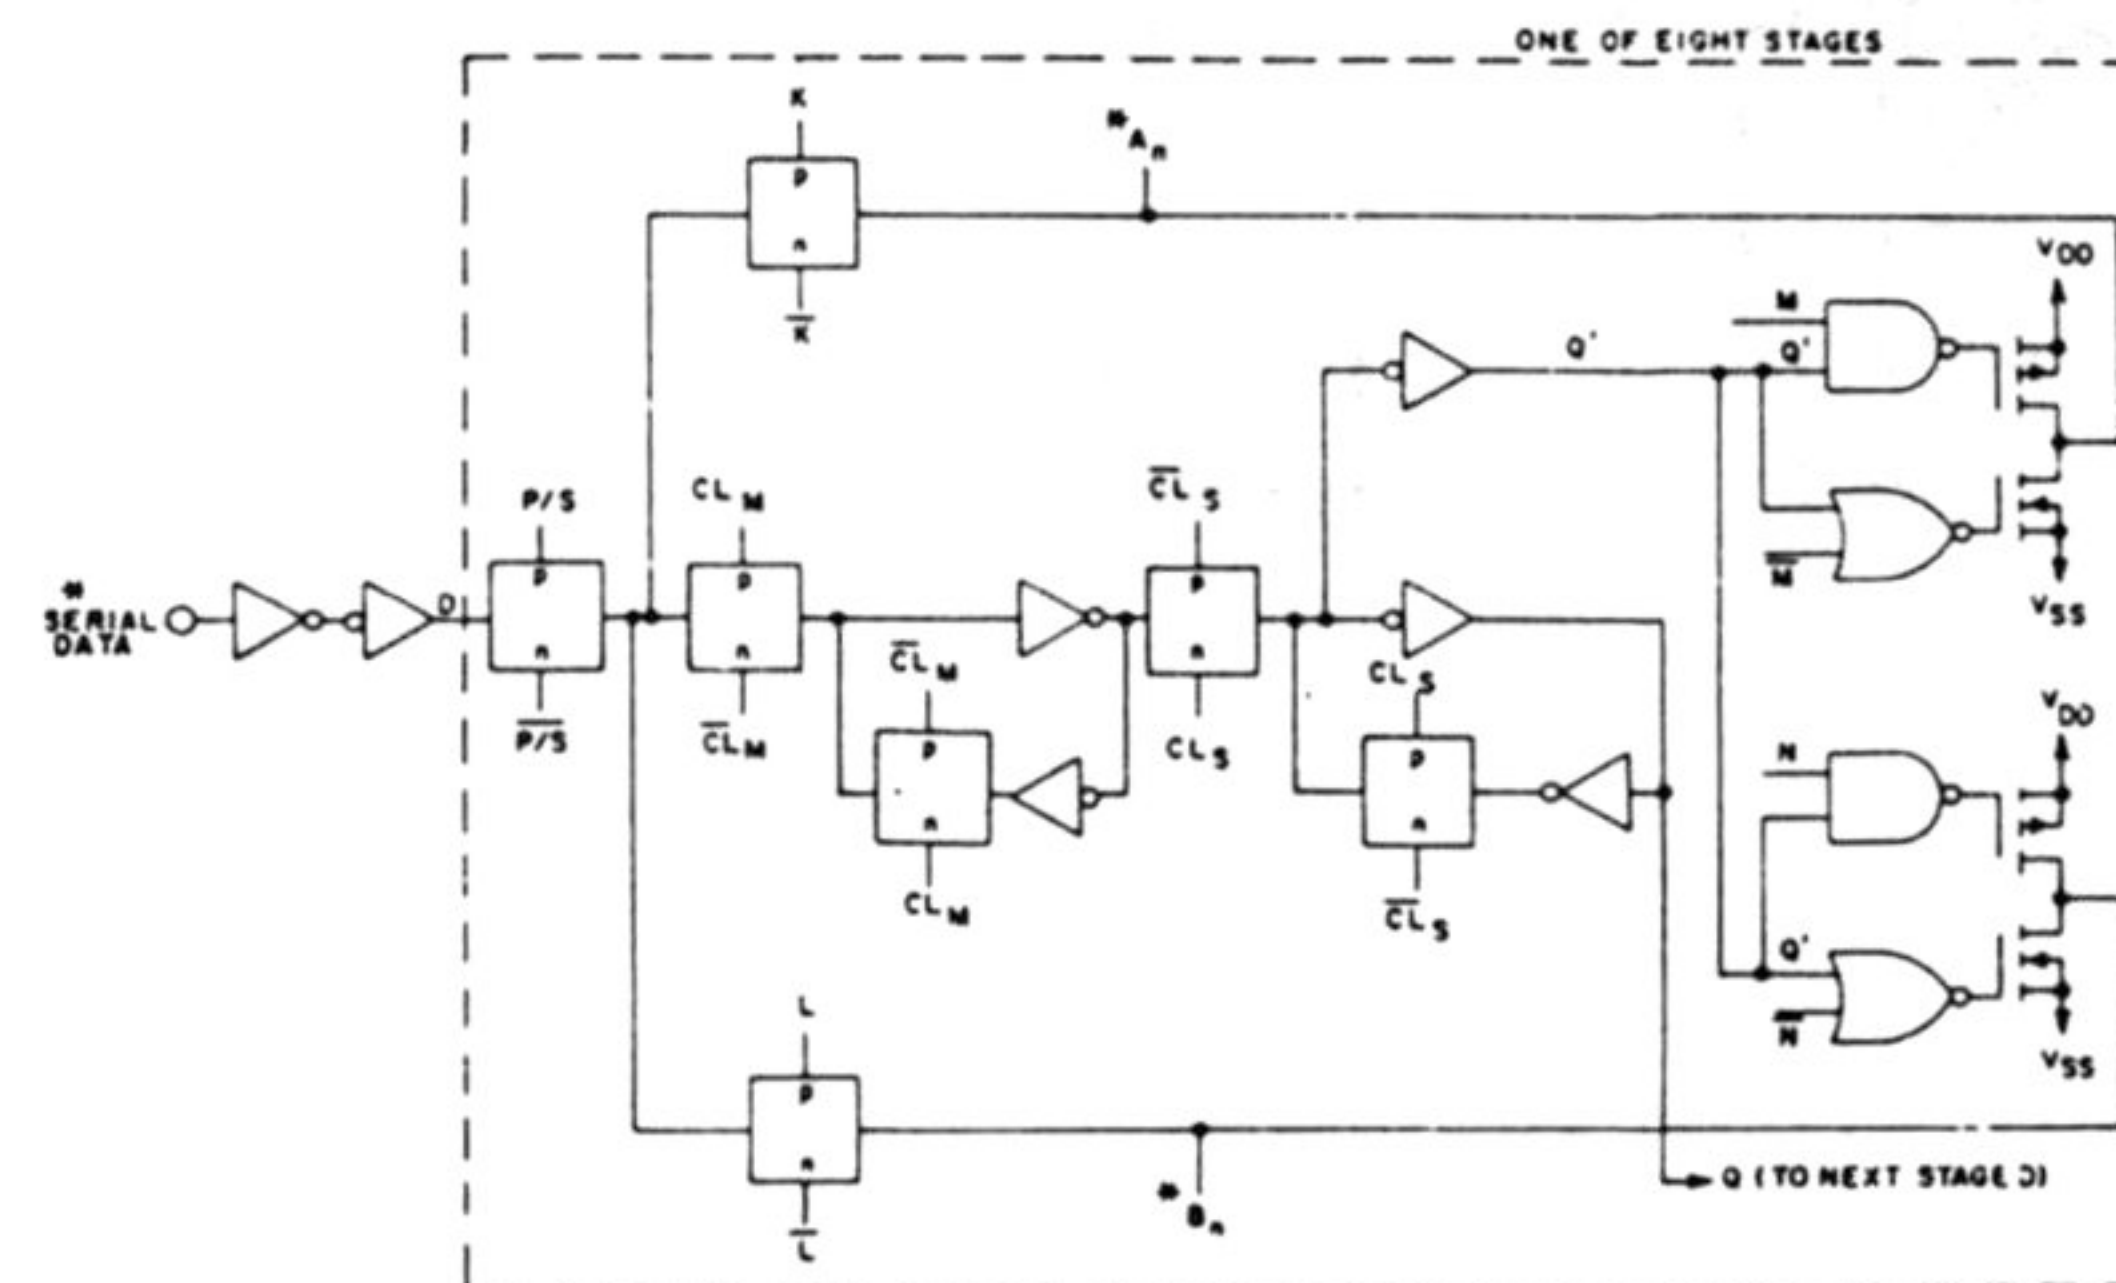 ONE OF EIGHT STAGES
K
p
n
K̅
*An
VDD
M
Q'
Q'
M̅
VSS
P/S
p
n
P̅/̅S̅
CLM
p
n
C̅LM
C̅LS
p
n
CLS
* SERIAL DATA
D
C̅LM
p
n
CLM
CLS
p
n
C̅LS
VDD
N
Q'
N̅
VSS
L
p
n
L̅
*Bn
Q (TO NEXT STAGE D)